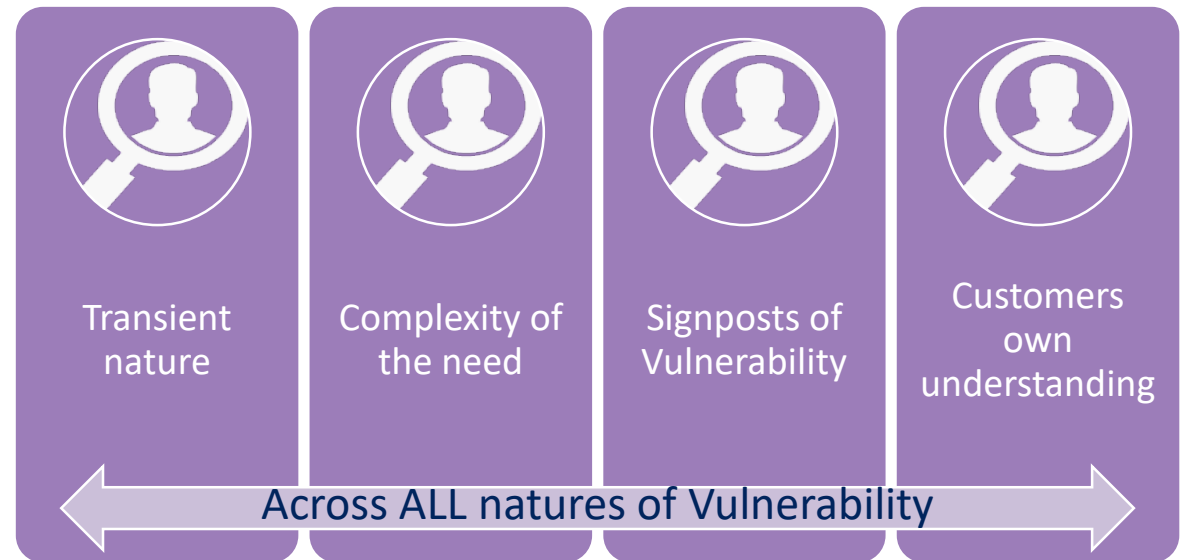 Transient
nature
Complexity of
the need
Signposts of
Vulnerability
Customers
own
understanding
Across ALL natures of Vulnerability